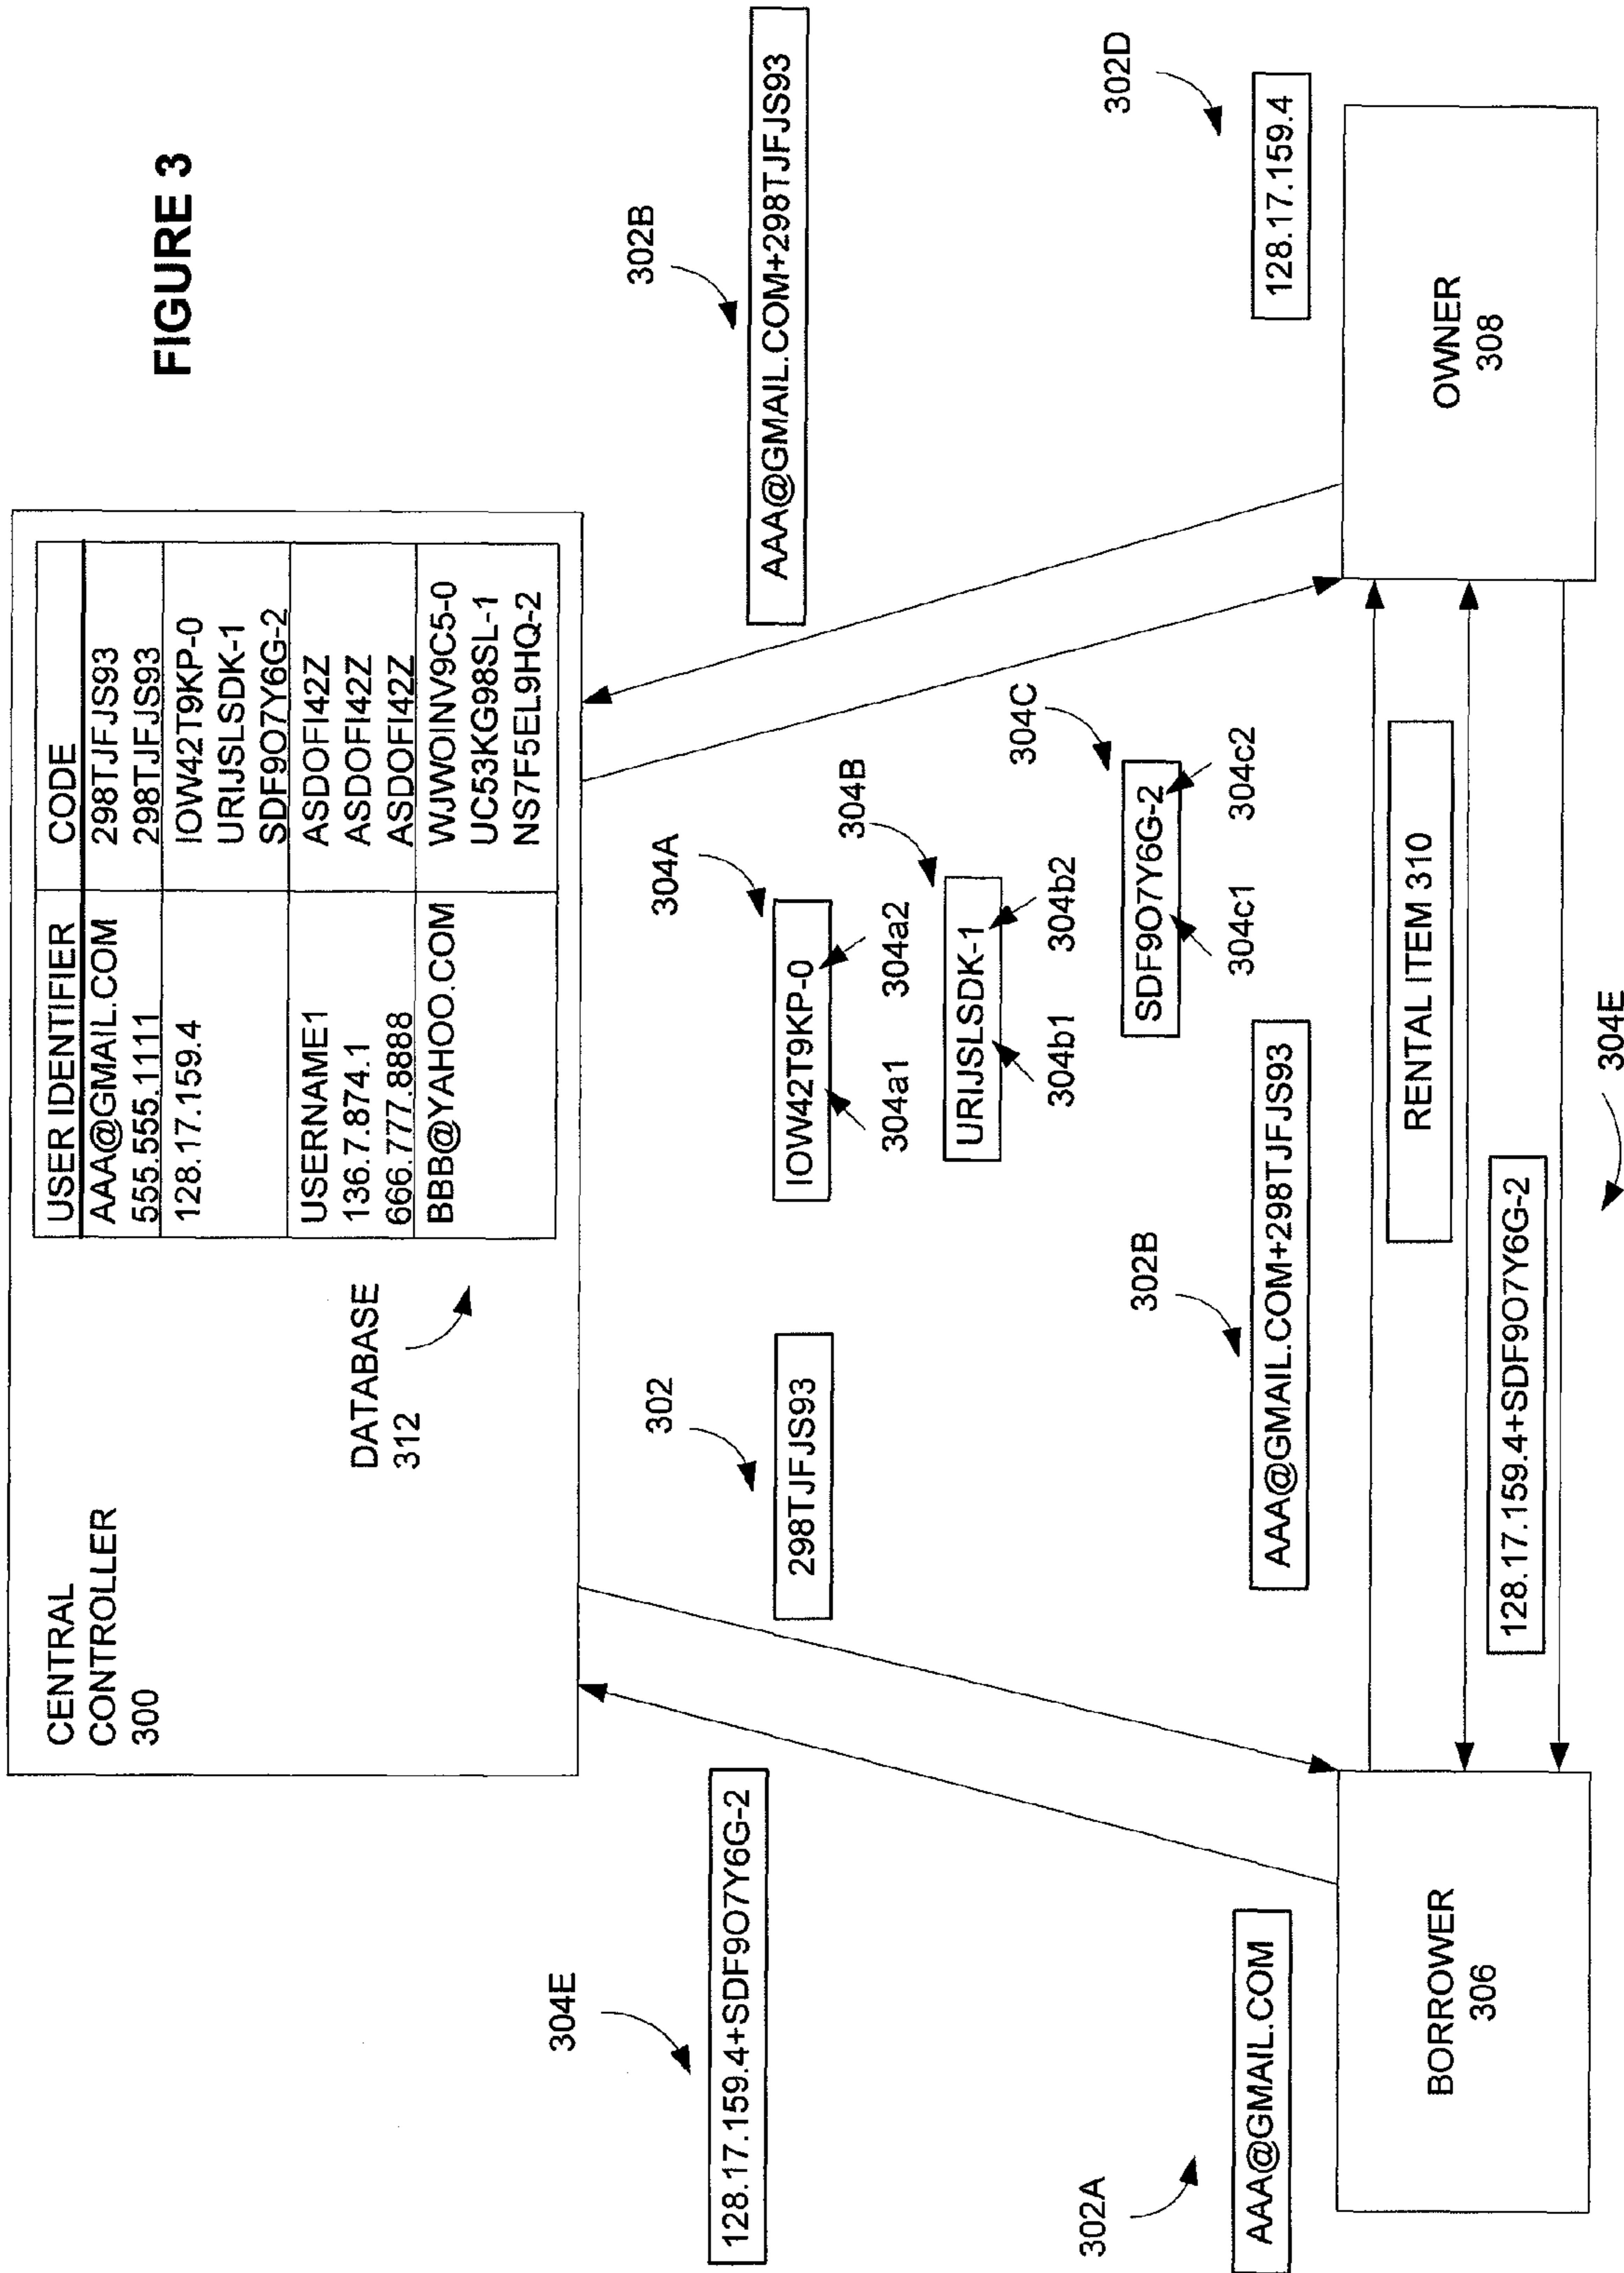 FIGURE 3
CENTRAL
CONTROLLER
300
DATABASE
312
USER IDENTIFIER CODE
AAA@GMAIL.COM 298TJFJS93
555.555.1111 298TJFJS93
128.17.159.4 IOW42T9KP-0
URIJSLSDK-1
SDF9O7Y6G-2
USERNAME1 ASDOFI42Z
136.7.874.1 ASDOFI42Z
666.777.8888 ASDOFI42Z
BBB@YAHOO.COM WJWOINV9C5-0
UC53KG98SL-1
NS7F5EL9HQ-2
304E
128.17.159.4+SDF9O7Y6G-2
302
298TJFJS93
304A
IOW42T9KP-0
304a1 304a2
304B
URIJSLSDK-1
304b1 304b2
304C
SDF9O7Y6G-2
304c1 304c2
302B
AAA@GMAIL.COM+298TJFJS93
302A
AAA@GMAIL.COM
302B
AAA@GMAIL.COM+298TJFJS93
302D
128.17.159.4
BORROWER
306
RENTAL ITEM 310
128.17.159.4+SDF9O7Y6G-2
304E
OWNER
308